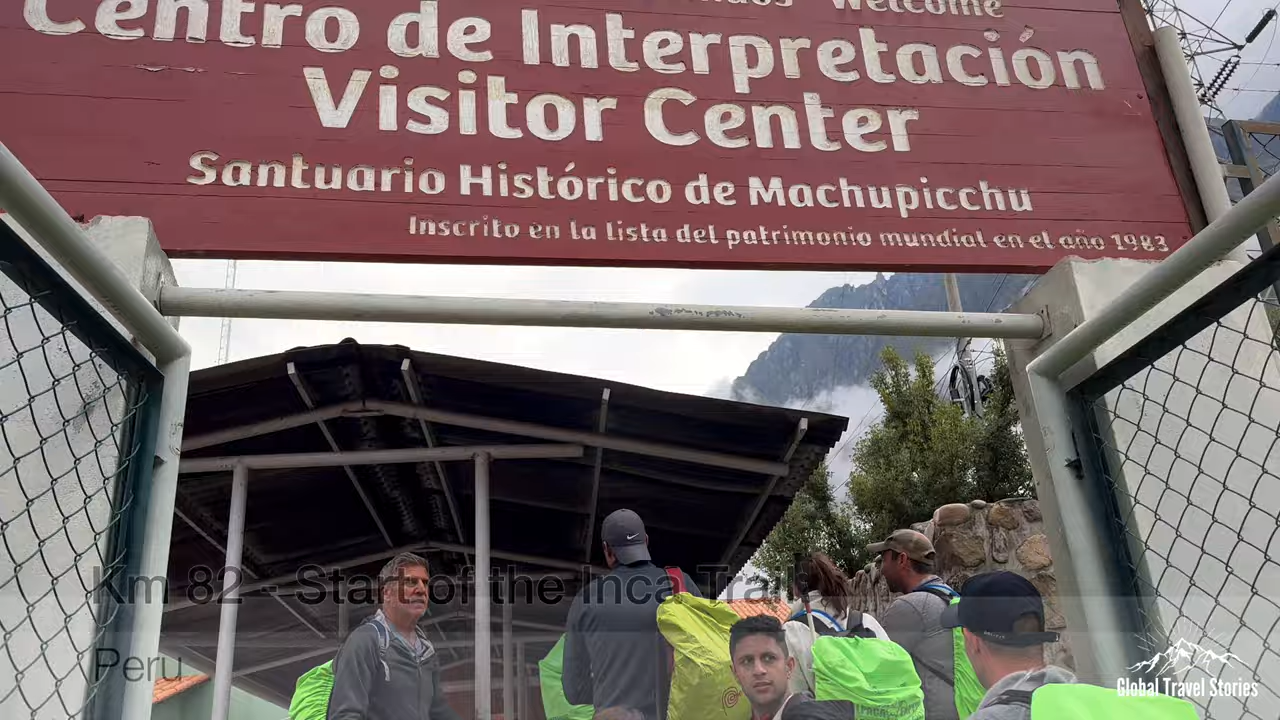 Welcome
Centro de Interpretación
Visitor Center
Santuario Histórico de Machupicchu
Inscrito en la lista del patrimonio mundial en el año 1983
Km 82 - Start of the Inca Trail
Peru
Global Travel Stories